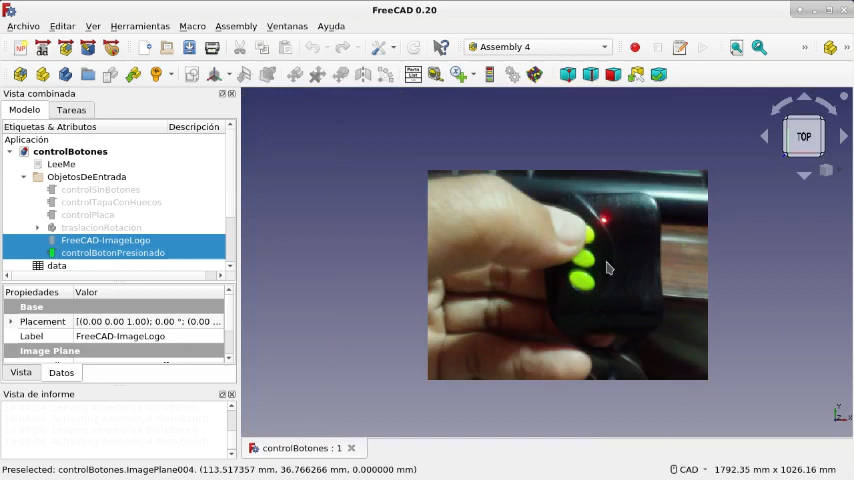 FreeCAD 0.20
Archivo Editar Ver Herramientas Macro Assembly Ventanas Ayuda
Assembly 4
Vista combinada
Modelo Tareas
Etiquetas & Atributos Descripción
Aplicación
controlBotones
LeeMe
ObjetosDeEntrada
controlSinBotones
controlTapaConHuecos
controlPlaca
traslacionRotacion
FreeCAD-ImageLogo
controlBotonPresionado
data
Propiedades Valor
Base
Placement [(0.00 0.00 1.00); 0.00 °; (0.00 ...
Label FreeCAD-ImageLogo
Image Plane
Vista Datos
Vista de informe
TOP
controlBotones : 1
Preselected: controlBotones.ImagePlane004. (113.517357 mm, 36.766266 mm, 0.000000 mm)
CAD 1792.35 mm x 1026.16 mm